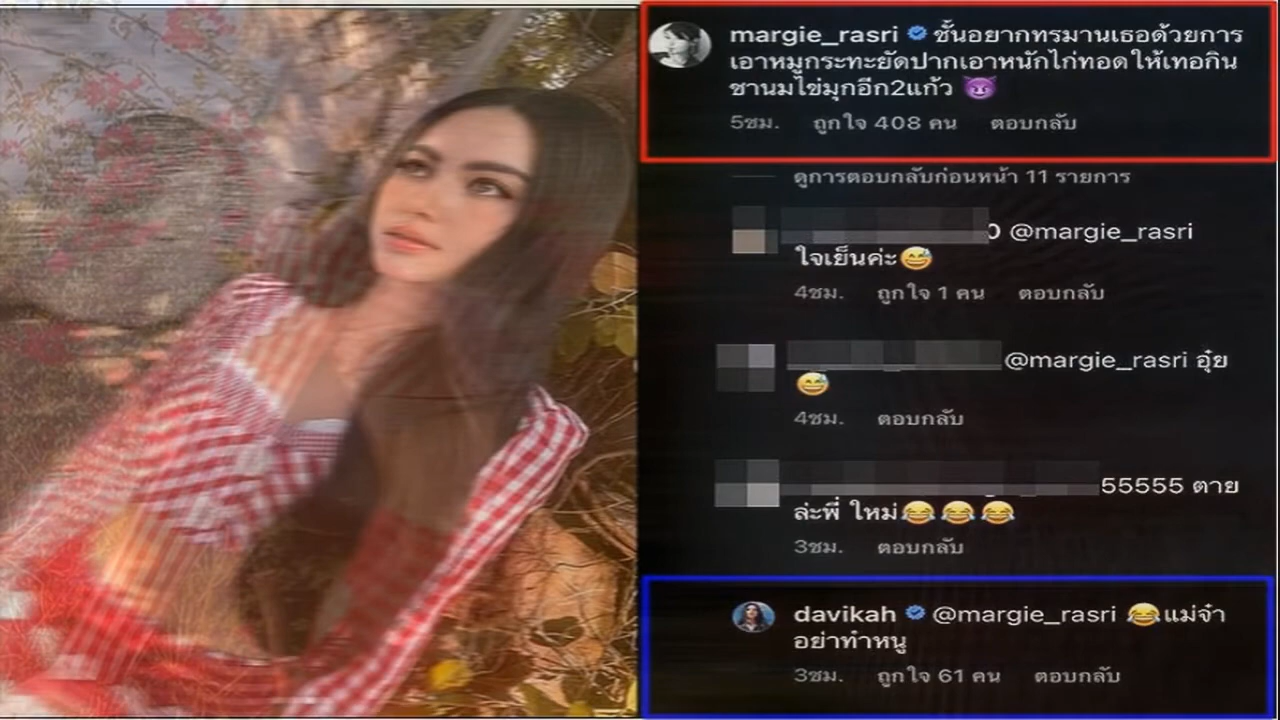 margie_rasri ชั้นอยากทรมานเธอด้วยการ
เอาหมูกระทะยัดปากเอาหนักไก่ทอดให้เทอกิน
ชานมไข่มุกอีก2แก้ว 😈
5ชม. ถูกใจ 408 คน ตอบกลับ
ดูการตอบกลับก่อนหน้า 11 รายการ
@margie_rasri
ใจเย็นค่ะ😅
4ชม. ถูกใจ 1 คน ตอบกลับ
@margie_rasri อุ๋ย
😅
4ชม. ตอบกลับ
55555 ตาย
ล่ะพี่ ใหม่😂😂😂
3ชม. ตอบกลับ
davikah @margie_rasri 😂แม่จ๋า
อย่าทำหนู
3ชม. ถูกใจ 61 คน ตอบกลับ